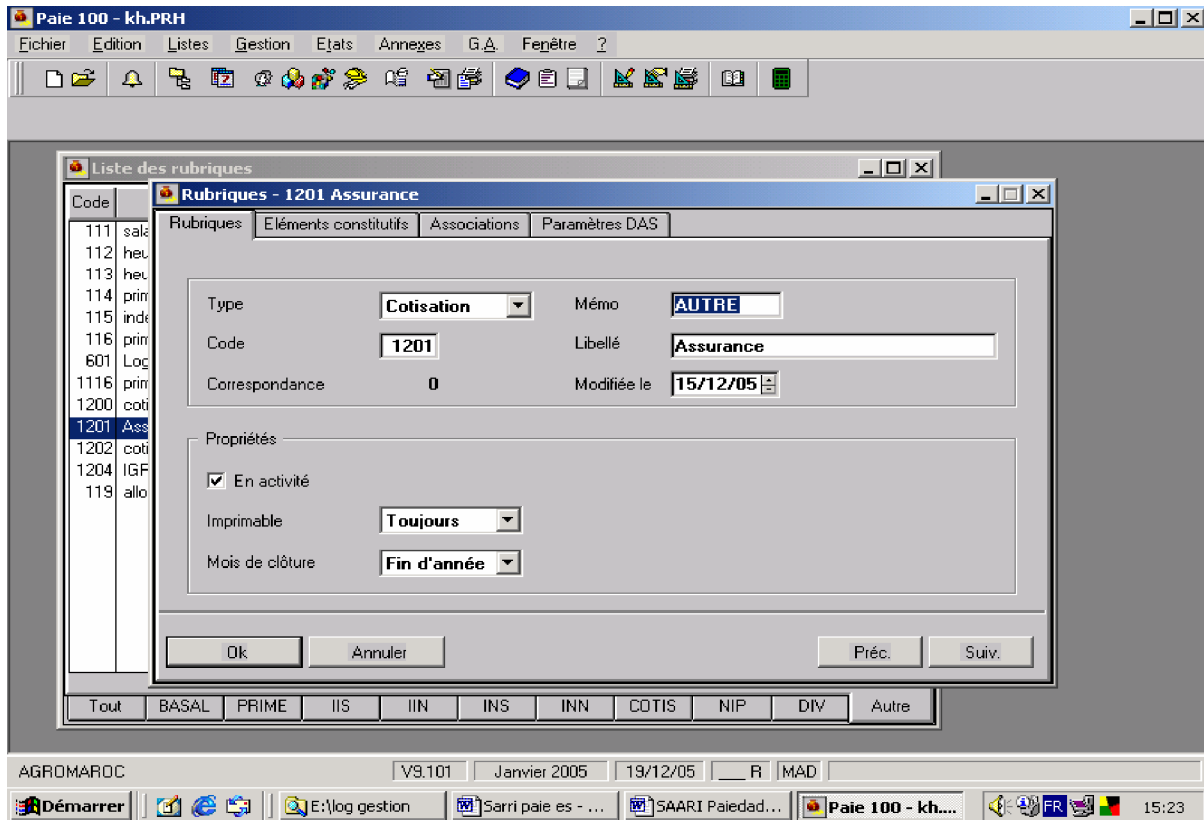 Paie 100 - kh.PRH
Fichier Edition Listes Gestion Etats Annexes G.A. Fenêtre ?
Liste des rubriques
Rubriques - 1201 Assurance
Code
Rubriques Eléments constitutifs Associations Paramètres DAS
111 sala
112 heu
113 heu
114 prim
115 inde
116 prim
601 Log
1116 prim
1200 coti
1201 Ass
1202 coti
1204 IGR
119 allo
Type Cotisation Mémo AUTRE
Code 1201 Libellé Assurance
Correspondance 0 Modifiée le 15/12/05
Propriétés
En activité
Imprimable Toujours
Mois de clôture Fin d'année
Ok Annuler Préc. Suiv.
Tout BASAL PRIME IIS IIN INS INN COTIS NIP DIV Autre
AGROMAROC V9.101 Janvier 2005 19/12/05 ___ R MAD
Démarrer E:\log gestion Sarri paie es - ... SAARI Paiedad... Paie 100 - kh.... FR 15:23